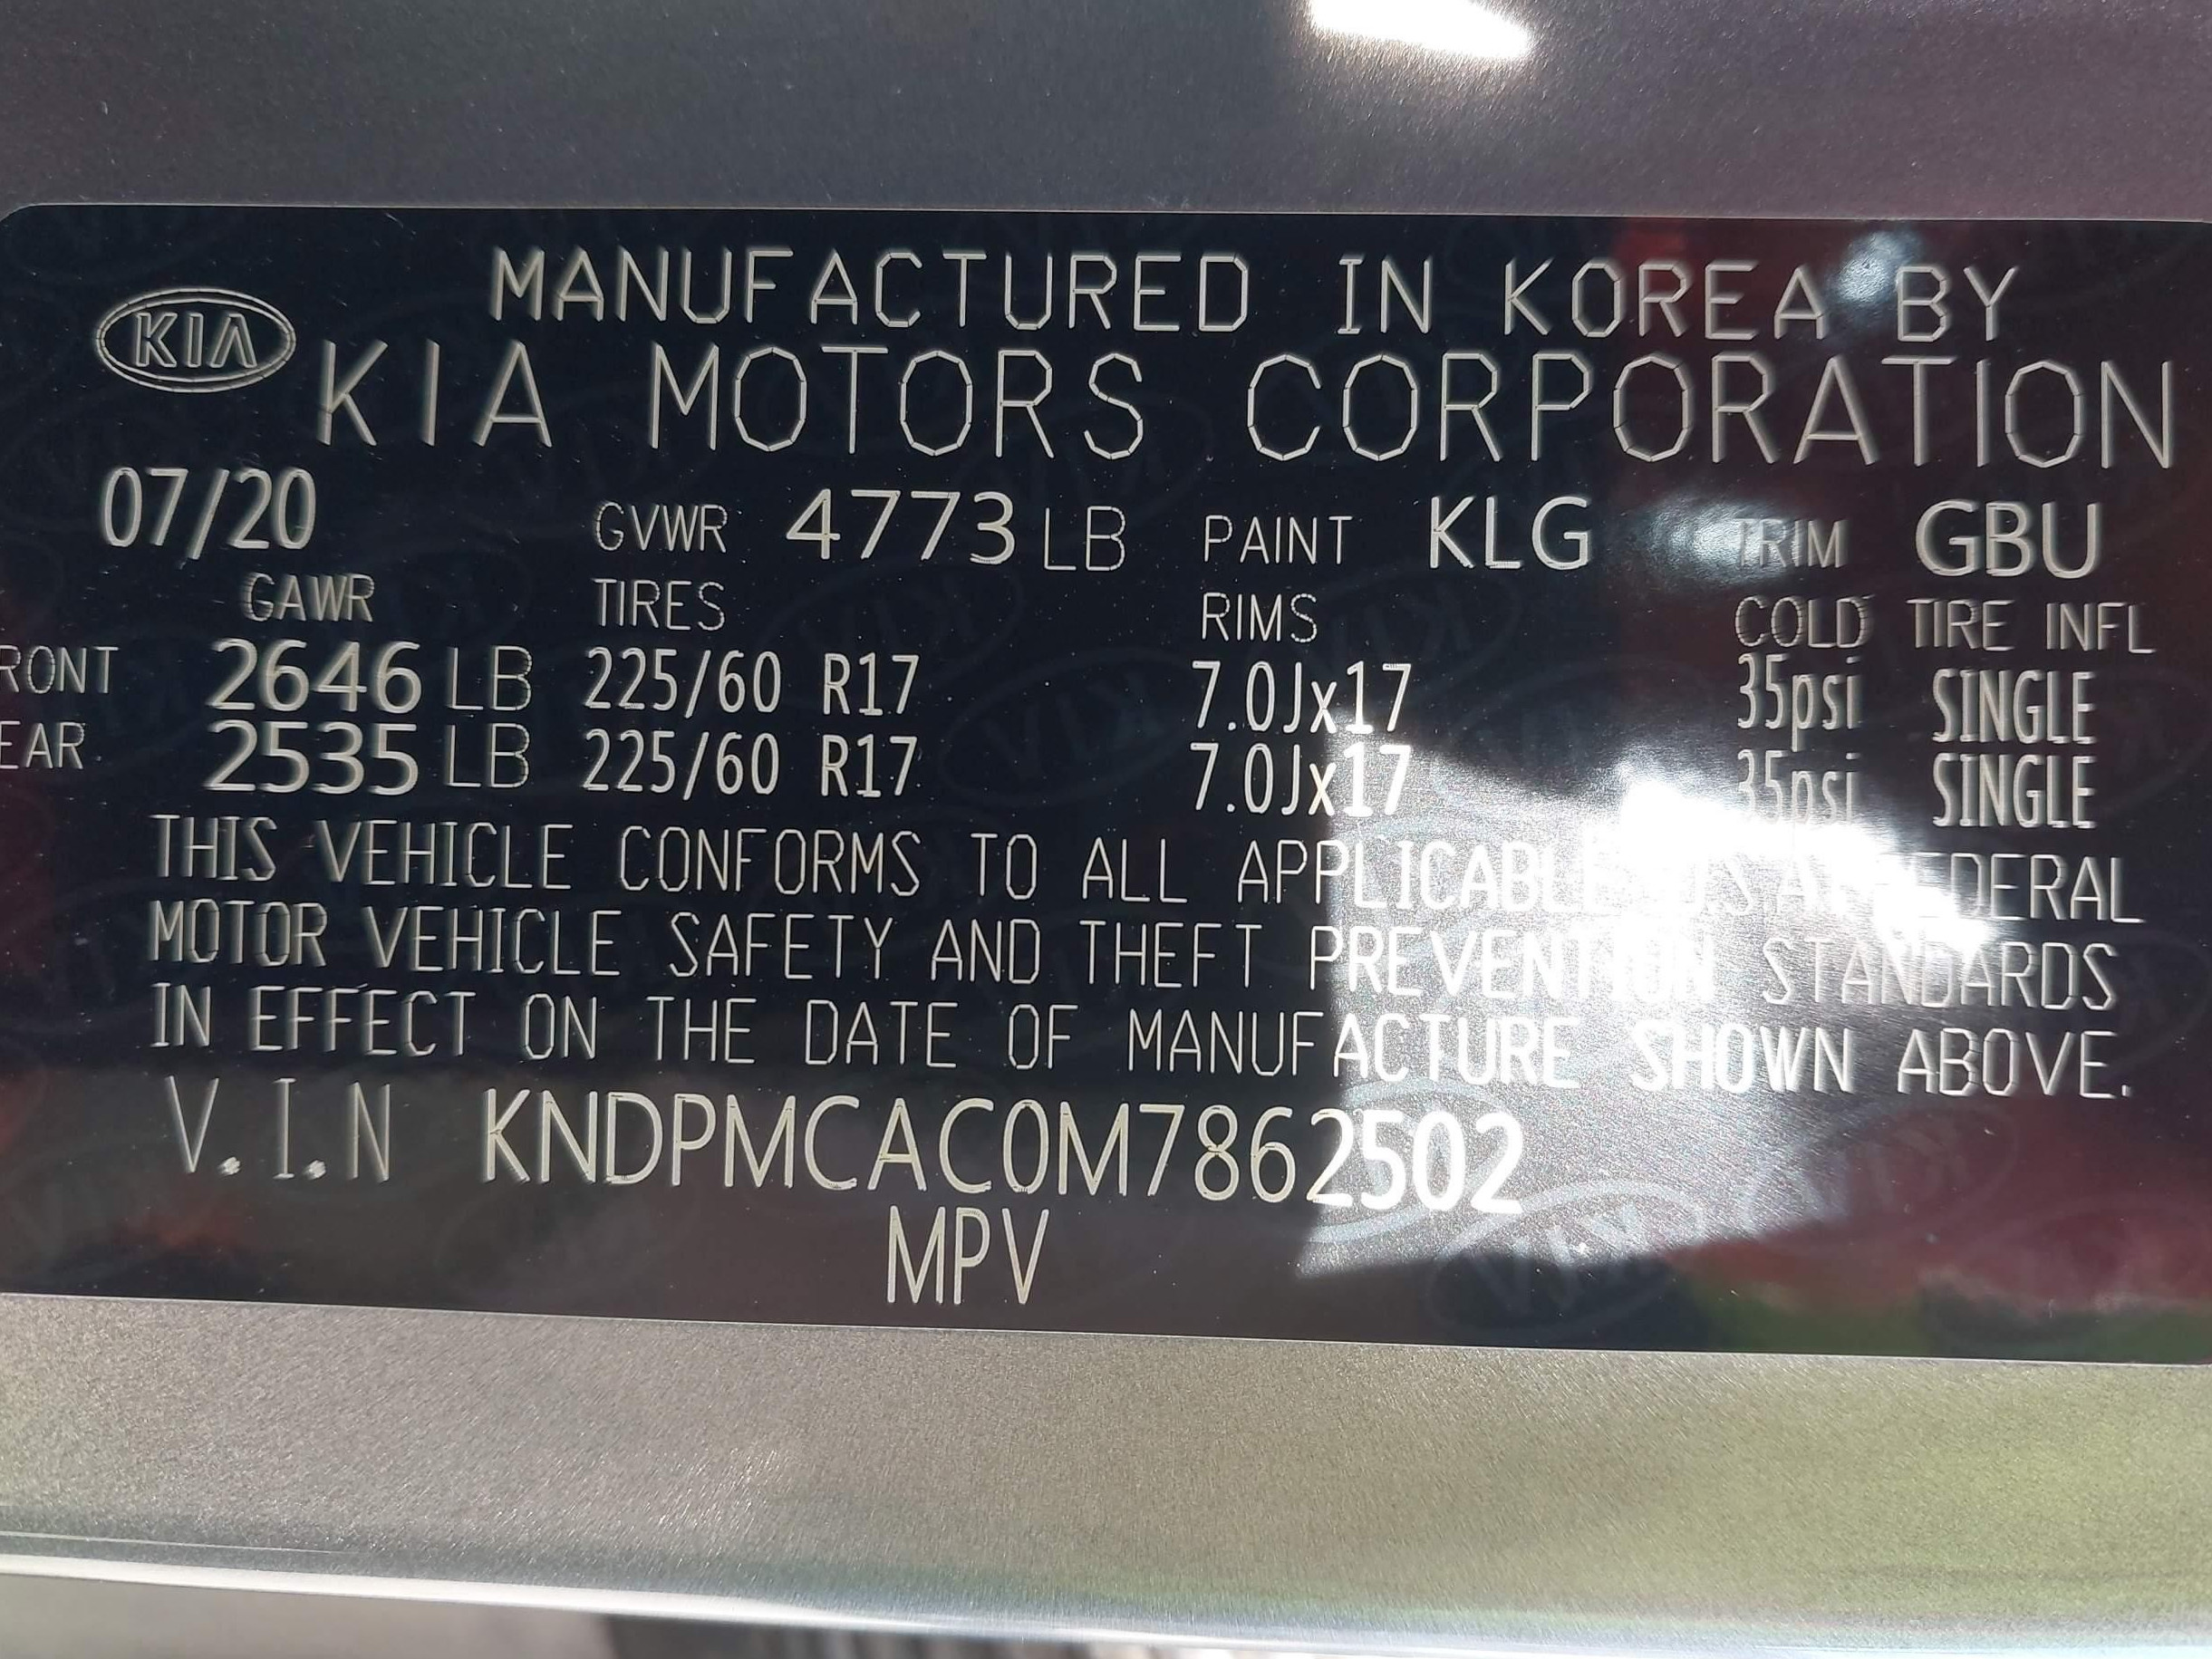 MANUFACTURED IN KOREA BY
KIA KIA MOTORS CORPORATION
07/20 GVWR 4773 LB PAINT KLG TRIM GBU
GAWR TIRES RIMS COLD TIRE INFL
RONT 2646 LB 225/60 R17 7.0Jx17 35psi SINGLE
EAR 2535 LB 225/60 R17 7.0Jx17 35psi SINGLE
THIS VEHICLE CONFORMS TO ALL APPLICABLE U.S.A. FEDERAL
MOTOR VEHICLE SAFETY AND THEFT PREVENTION STANDARDS
IN EFFECT ON THE DATE OF MANUFACTURE SHOWN ABOVE.
V.I.N KNDPMCAC0M7862502
MPV